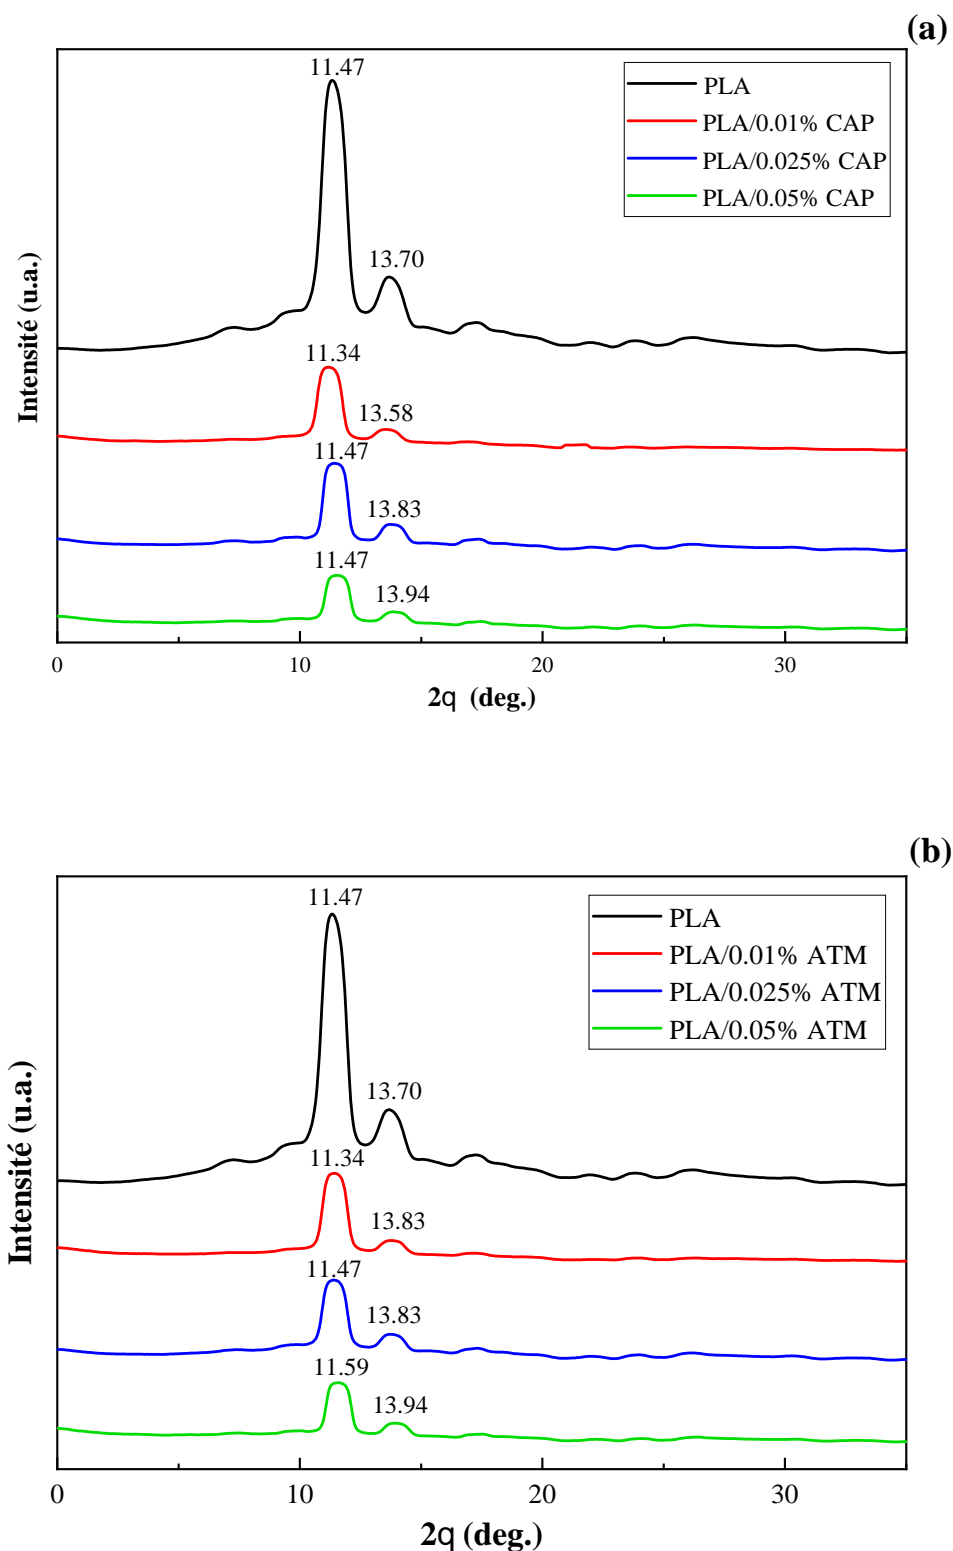 (a)
11.47
PLA
PLA/0.01% CAP
PLA/0.025% CAP
PLA/0.05% CAP
13.70
11.34
13.58
11.47
13.83
11.47
13.94
Intensité (u.a.)
0
10
20
30
2q (deg.)
(b)
11.47
PLA
PLA/0.01% ATM
PLA/0.025% ATM
PLA/0.05% ATM
13.70
11.34
13.83
11.47
13.83
11.59
13.94
Intensité (u.a.)
0
10
20
30
2q (deg.)